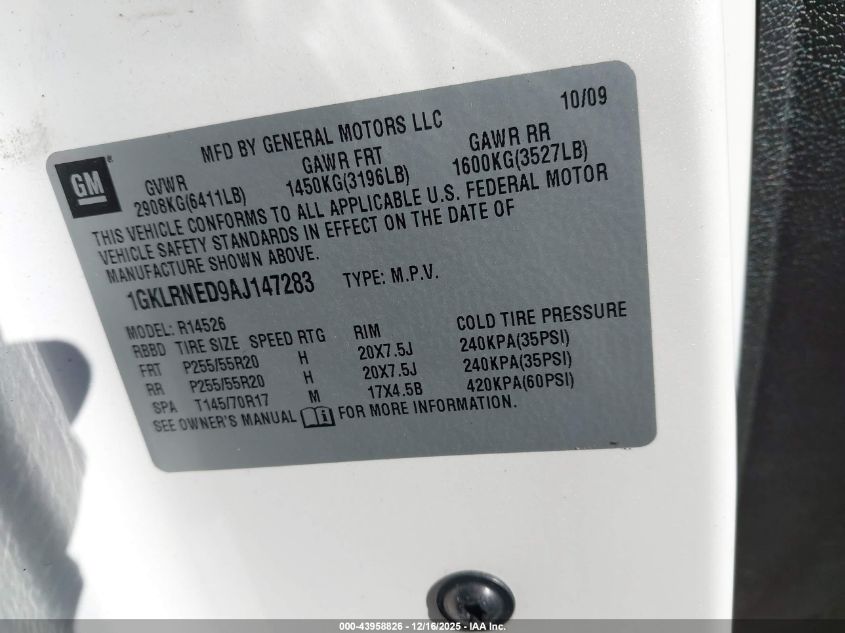 10/09
MFD BY GENERAL MOTORS LLC
GM®
GVWR GAWR FRT GAWR RR
2908KG(6411LB) 1450KG(3196LB) 1600KG(3527LB)
THIS VEHICLE CONFORMS TO ALL APPLICABLE U.S. FEDERAL MOTOR
VEHICLE SAFETY STANDARDS IN EFFECT ON THE DATE OF
MANUFACTURE SHOWN ABOVE.
1GKLRNED9AJ147283 TYPE: M.P.V.
MODEL: R14526
RBBD TIRE SIZE SPEED RTG RIM COLD TIRE PRESSURE
FRT P255/55R20 H 20X7.5J 240KPA(35PSI)
RR P255/55R20 H 20X7.5J 240KPA(35PSI)
SPA T145/70R17 M 17X4.5B 420KPA(60PSI)
SEE OWNER'S MANUAL FOR MORE INFORMATION.
000-43958826 - 12/16/2025 - IAA Inc.